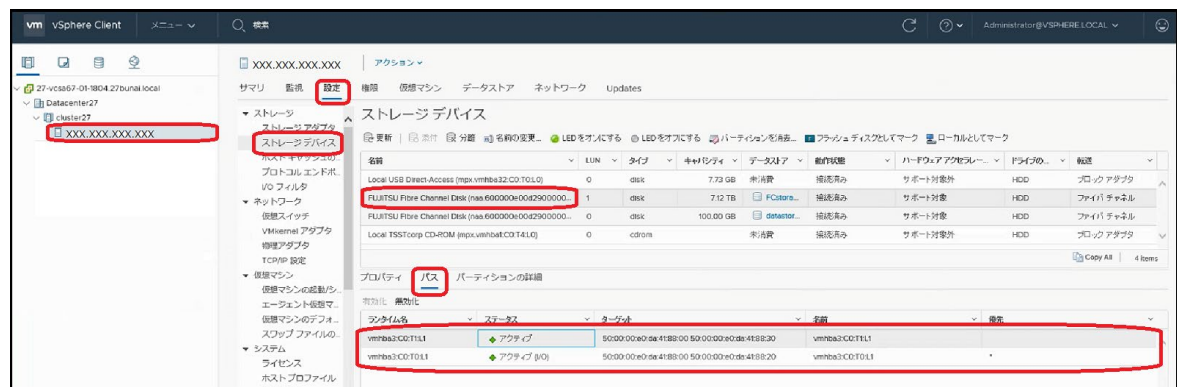 vm vSphere Client メニュー 検索 Administrator@VSPHERE.LOCAL
27-vcsa67-01-1804.27bunai.local
Datacenter27
cluster27
XXX.XXX.XXX.XXX
XXX.XXX.XXX.XXX アクション
サマリ 監視 設定 権限 仮想マシン データストア ネットワーク Updates
ストレージ
ストレージ アダプタ
ストレージ デバイス
ホスト キャッシュの...
プロトコル エンドポ...
I/O フィルタ
ネットワーク
仮想スイッチ
VMkernel アダプタ
物理アダプタ
TCP/IP 設定
仮想マシン
仮想マシンの起動/シ...
エージェント仮想マ...
仮想マシンのデフォ...
スワップ ファイルの...
システム
ライセンス
ホスト プロファイル
ストレージ デバイス
更新 添付 分離 名前の変更... LED をオンにする LED をオフにする パーティションを消去... フラッシュ ディスクとしてマーク ローカルとしてマーク
名前 LUN タイプ キャパシティ データストア 動作状態 ハードウェア アクセラレー... ドライブの... 転送
Local USB Direct-Access (mpx.vmhba32:C0:T0:L0) 0 disk 7.73 GB 未消費 接続済み サポート対象外 HDD ブロック アダプタ
FUJITSU Fibre Channel Disk (naa.600000e00d2900000... 1 disk 7.12 TB FCstora... 接続済み サポート対象 HDD ファイバ チャネル
FUJITSU Fibre Channel Disk (naa.600000e00d2900000... 0 disk 100.00 GB datastor... 接続済み サポート対象 HDD ファイバ チャネル
Local TSSTcorp CD-ROM (mpx.vmhba1:C0:T4:L0) 0 cdrom 未消費 接続済み サポート対象外 HDD ブロック アダプタ
Copy All 4 items
プロパティ パス パーティションの詳細
有効化 無効化
ランタイム名 ステータス ターゲット 名前 優先
vmhba3:C0:T1:L1 アクティブ 50:00:00:e0:da:41:88:00 50:00:00:e0:da:41:88:30 vmhba3:C0:T1:L1
vmhba3:C0:T0:L1 アクティブ (I/O) 50:00:00:e0:da:41:88:00 50:00:00:e0:da:41:88:20 vmhba3:C0:T0:L1 *